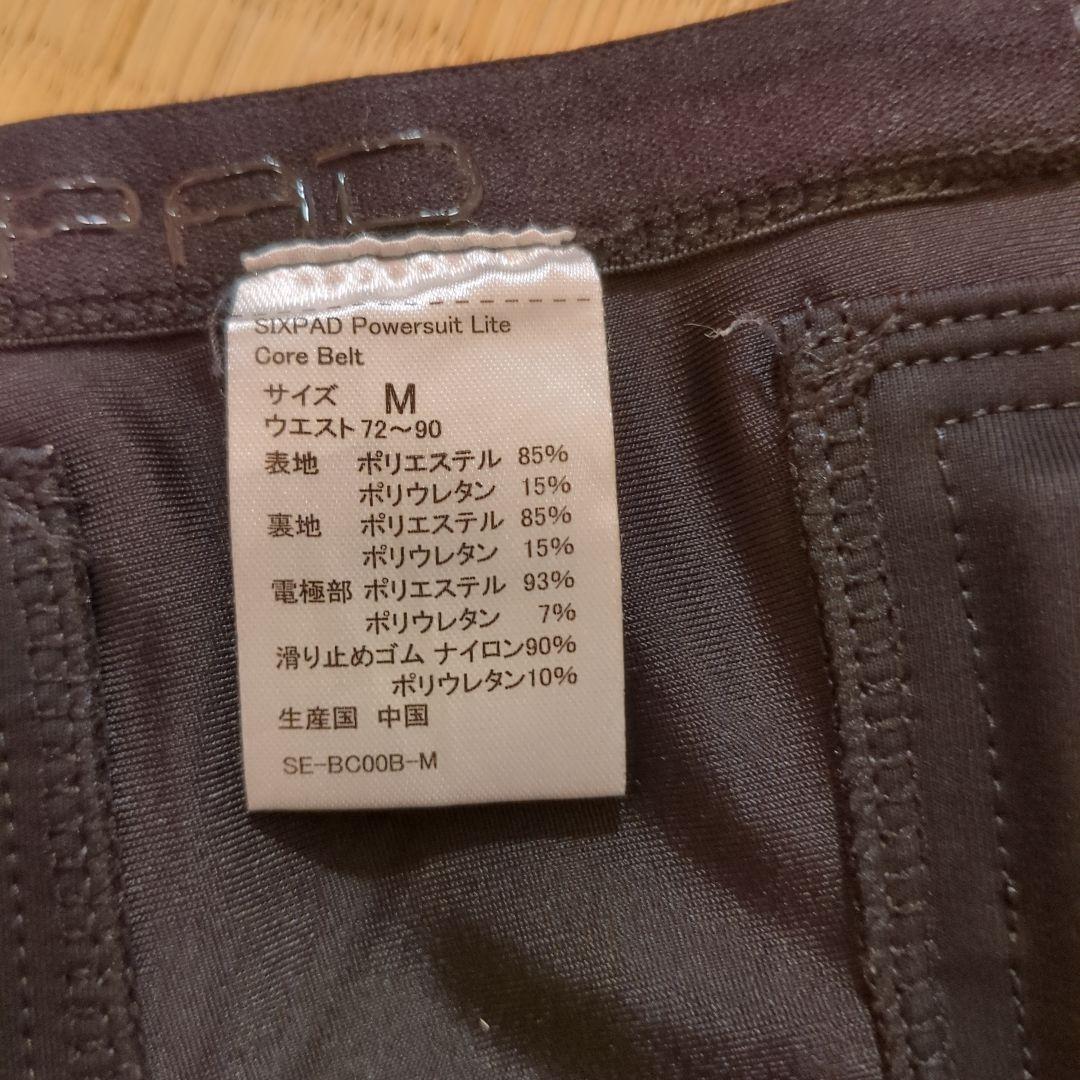 PAD
SIXPAD Powersuit Lite
Core Belt
サイズ M
ウエスト 72～90
表地 ポリエステル 85%
ポリウレタン 15%
裏地 ポリエステル 85%
ポリウレタン 15%
電極部 ポリエステル 93%
ポリウレタン 7%
滑り止めゴム ナイロン90%
ポリウレタン10%
生産国 中国
SE-BC00B-M